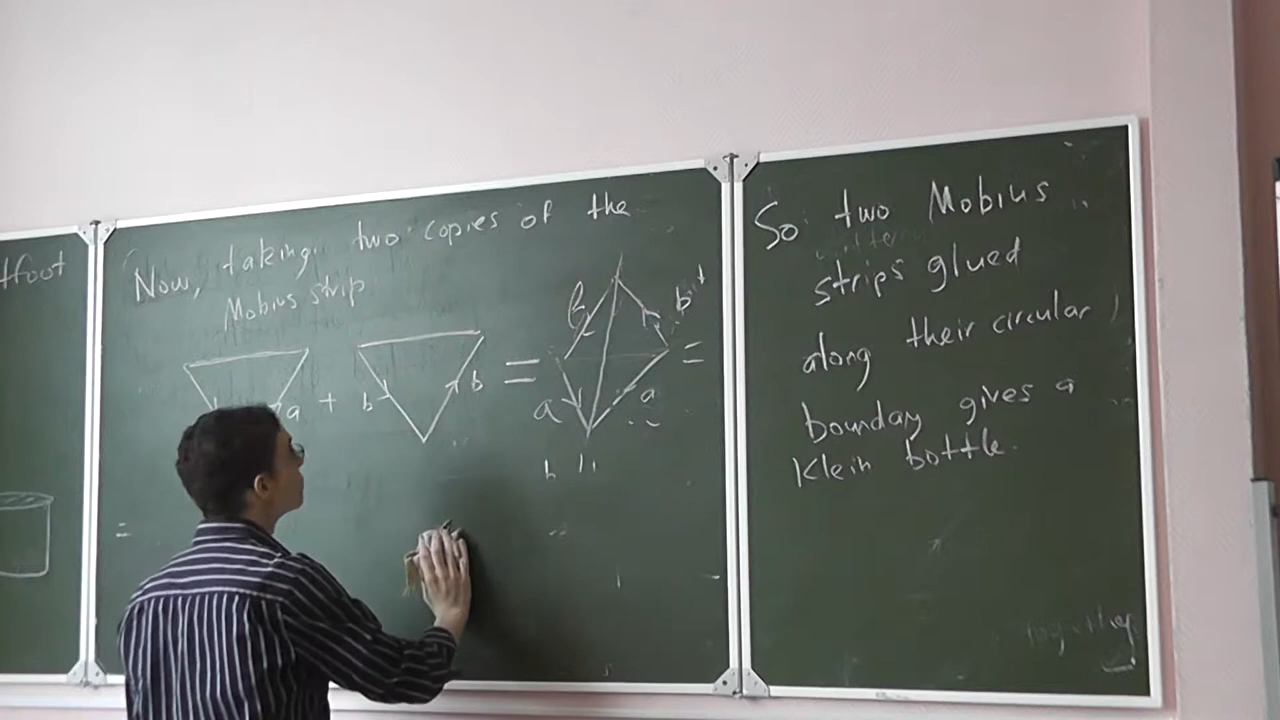 Now, taking two copies of the
Mobius strip
a + b b = b b a a =
So two Mobius
strips glued
along their circular
boundary gives a
Klein bottle.